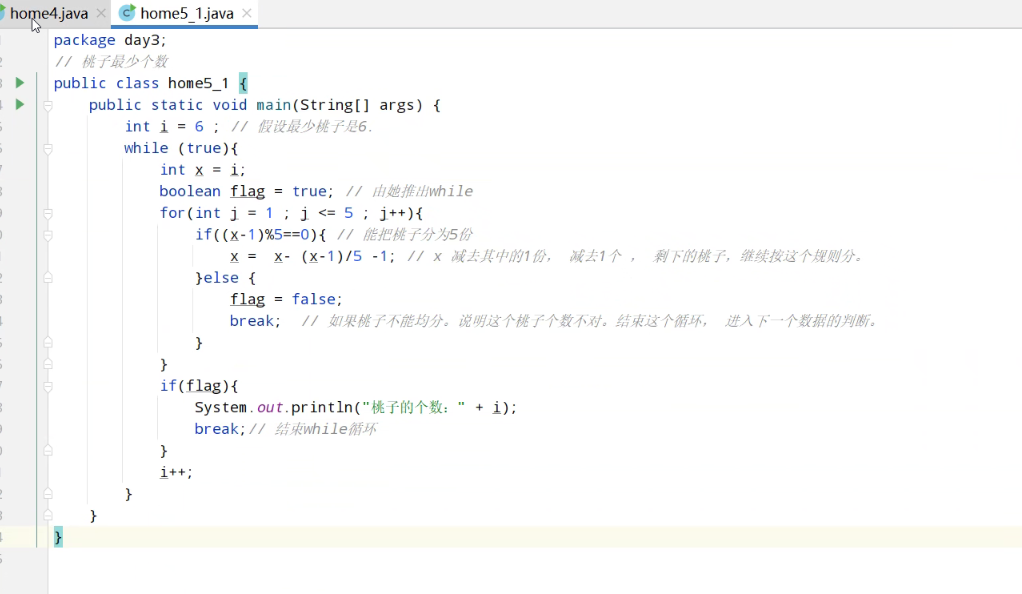 home4.java home5_1.java
package day3;
// 桃子最少个数
public class home5_1 {
public static void main(String[] args) {
int i = 6 ; // 假设最少桃子是6.
while (true){
int x = i;
boolean flag = true; // 由她推出while
for(int j = 1 ; j <= 5 ; j++){
if((x-1)%5==0){ // 能把桃子分为5份
x = x- (x-1)/5 -1; // x 减去其中的1份， 减去1个 ， 剩下的桃子，继续按这个规则分。
}else {
flag = false;
break; // 如果桃子不能均分。说明这个桃子个数不对。结束这个循环， 进入下一个数据的判断。
}
}
if(flag){
System.out.println("桃子的个数：" + i);
break;// 结束while循环
}
i++;
}
}
}